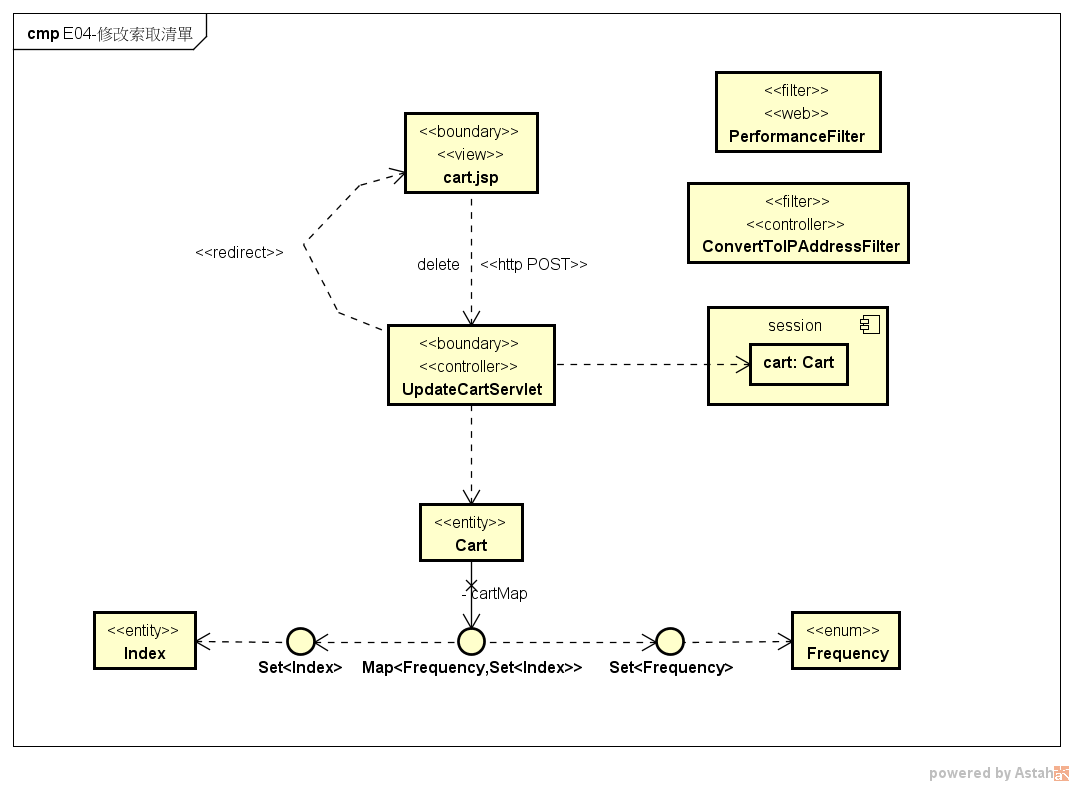 cmp E04-修改索取清單
<<filter>>
<<web>>
PerformanceFilter
<<boundary>>
<<view>>
cart.jsp
<<filter>>
<<controller>>
ConvertToIPAddressFilter
<<redirect>>
delete
<<http POST>>
session
cart: Cart
<<boundary>>
<<controller>>
UpdateCartServlet
<<entity>>
Cart
- cartMap
<<entity>>
Index
Set<Index>
Map<Frequency,Set<Index>>
Set<Frequency>
<<enum>>
Frequency
powered by Astah